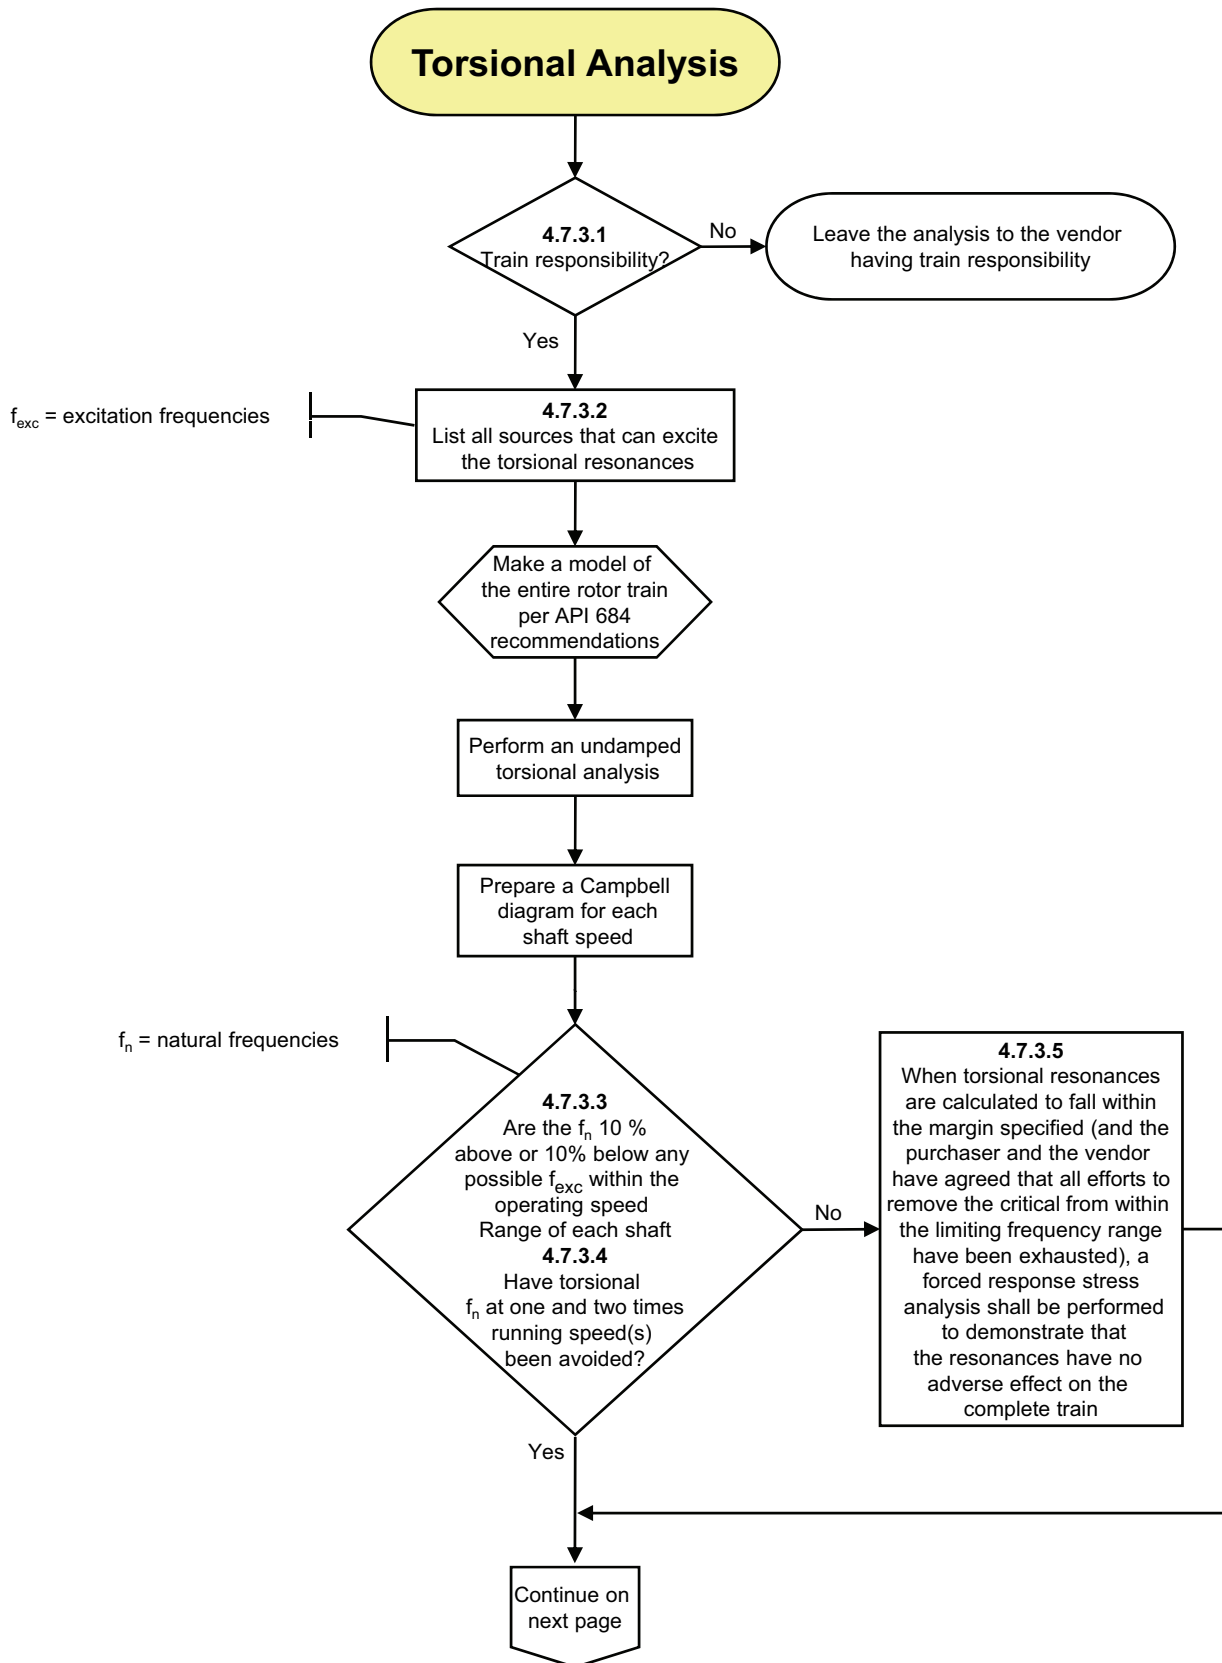 Torsional Analysis
4.7.3.1
Train responsibility?
No
Leave the analysis to the vendor
having train responsibility
Yes
fexc = excitation frequencies
4.7.3.2
List all sources that can excite
the torsional resonances
Make a model of
the entire rotor train
per API 684
recommendations
Perform an undamped
torsional analysis
Prepare a Campbell
diagram for each
shaft speed
fn = natural frequencies
4.7.3.3
Are the fn 10 %
above or 10% below any
possible fexc within the
operating speed
Range of each shaft
4.7.3.4
Have torsional
fn at one and two times
running speed(s)
been avoided?
No
4.7.3.5
When torsional resonances
are calculated to fall within
the margin specified (and the
purchaser and the vendor
have agreed that all efforts to
remove the critical from within
the limiting frequency range
have been exhausted), a
forced response stress
analysis shall be performed
to demonstrate that
the resonances have no
adverse effect on the
complete train
Yes
Continue on
next page